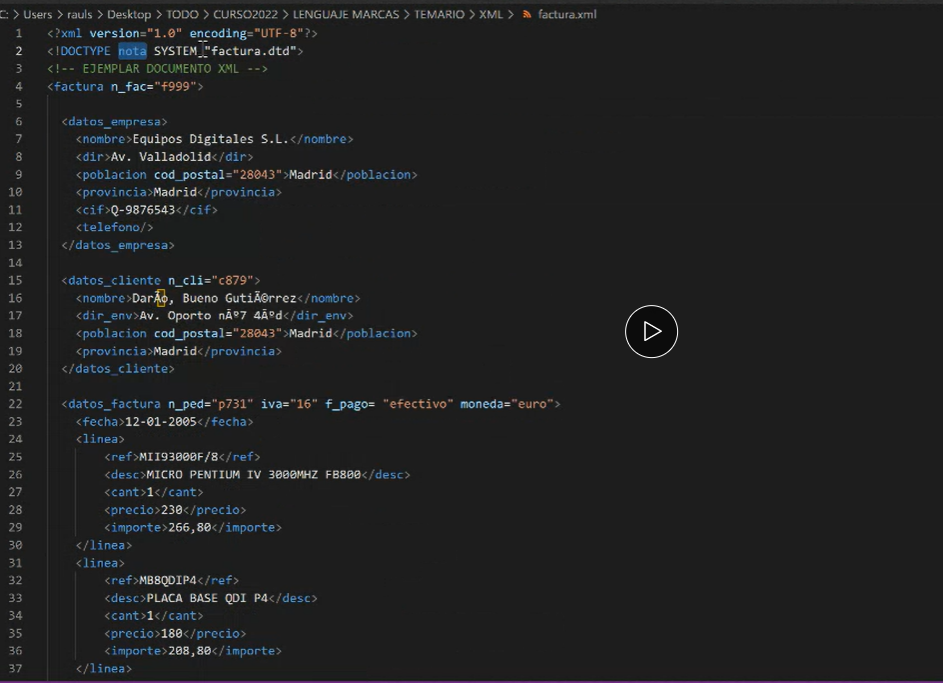 C: > Users > rauls > Desktop > TODO > CURSO2022 > LENGUAJE MARCAS > TEMARIO > XML > factura.xml
1 <?xml version="1.0" encoding="UTF-8"?>
2 <!DOCTYPE nota SYSTEM "factura.dtd">
3 <!-- EJEMPLAR DOCUMENTO XML -->
4 <factura n_fac="f999">
5
6 <datos_empresa>
7 <nombre>Equipos Digitales S.L.</nombre>
8 <dir>Av. Valladolid</dir>
9 <poblacion cod_postal="28043">Madrid</poblacion>
10 <provincia>Madrid</provincia>
11 <cif>Q-9876543</cif>
12 <telefono/>
13 </datos_empresa>
14
15 <datos_cliente n_cli="c879">
16 <nombre>DarÃo, Bueno GutiÃ©rrez</nombre>
17 <dir_env>Av. Oporto nÂº7 4Âºd</dir_env>
18 <poblacion cod_postal="28043">Madrid</poblacion>
19 <provincia>Madrid</provincia>
20 </datos_cliente>
21
22 <datos_factura n_ped="p731" iva="16" f_pago= "efectivo" moneda="euro">
23 <fecha>12-01-2005</fecha>
24 <linea>
25 <ref>MII93000F/8</ref>
26 <desc>MICRO PENTIUM IV 3000MHZ FB800</desc>
27 <cant>1</cant>
28 <precio>230</precio>
29 <importe>266,80</importe>
30 </linea>
31 <linea>
32 <ref>MB8QDIP4</ref>
33 <desc>PLACA BASE QDI P4</desc>
34 <cant>1</cant>
35 <precio>180</precio>
36 <importe>208,80</importe>
37 </linea>